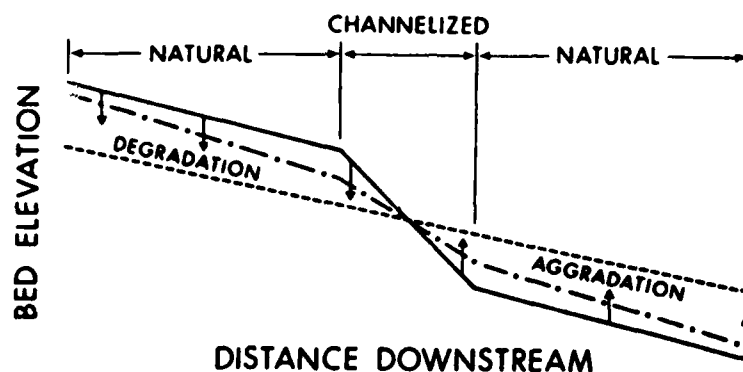 CHANNELIZED
NATURAL
NATURAL
BED ELEVATION
DEGRADATION
AGGRADATION
DISTANCE DOWNSTREAM